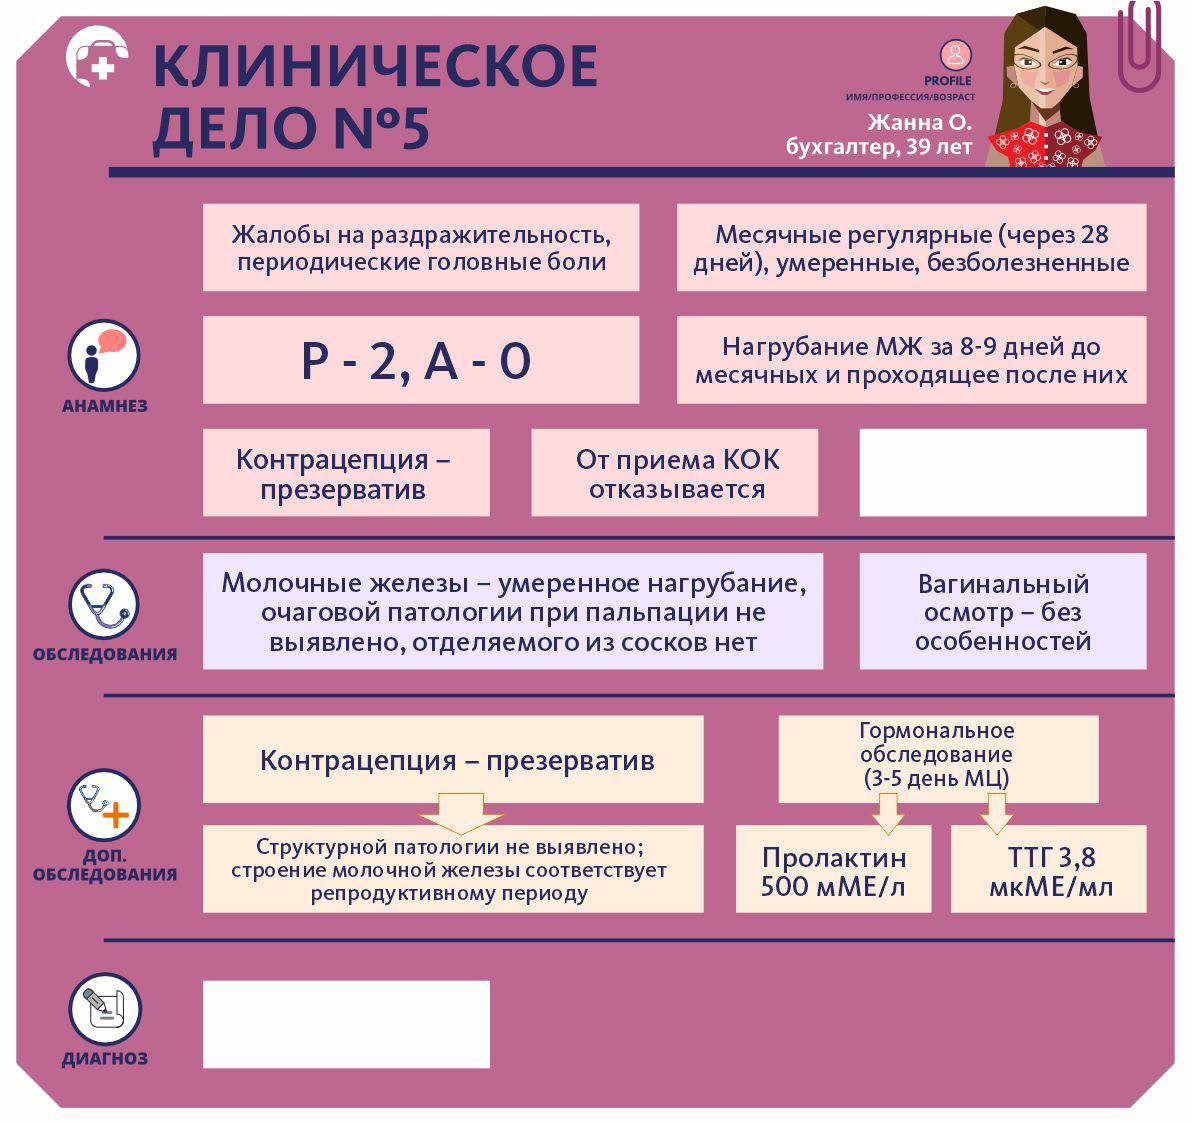 КЛИНИЧЕСКОЕ
ДЕЛО №5
PROFILE
ИМЯ/ПРОФЕССИЯ/ВОЗРАСТ
Жанна О.
бухгалтер, 39 лет
Жалобы на раздражительность,
периодические головные боли
Месячные регулярные (через 28
дней), умеренные, безболезненные
АНАМНЕЗ
Р - 2, А - 0
Нагрубание МЖ за 8-9 дней до
месячных и проходящее после них
Контрацепция –
презерватив
От приема КОК
отказывается
ОБСЛЕДОВАНИЯ
Молочные железы – умеренное нагрубание,
очаговой патологии при пальпации не
выявлено, отделяемого из сосков нет
Вагинальный
осмотр – без
особенностей
ДОП.
ОБСЛЕДОВАНИЯ
Контрацепция – презерватив
Структурной патологии не выявлено;
строение молочной железы соответствует
репродуктивному периоду
Гормональное
обследование
(3-5 день МЦ)
Пролактин
500 мМЕ/л
ТТГ 3,8
мкМЕ/мл
ДИАГНОЗ